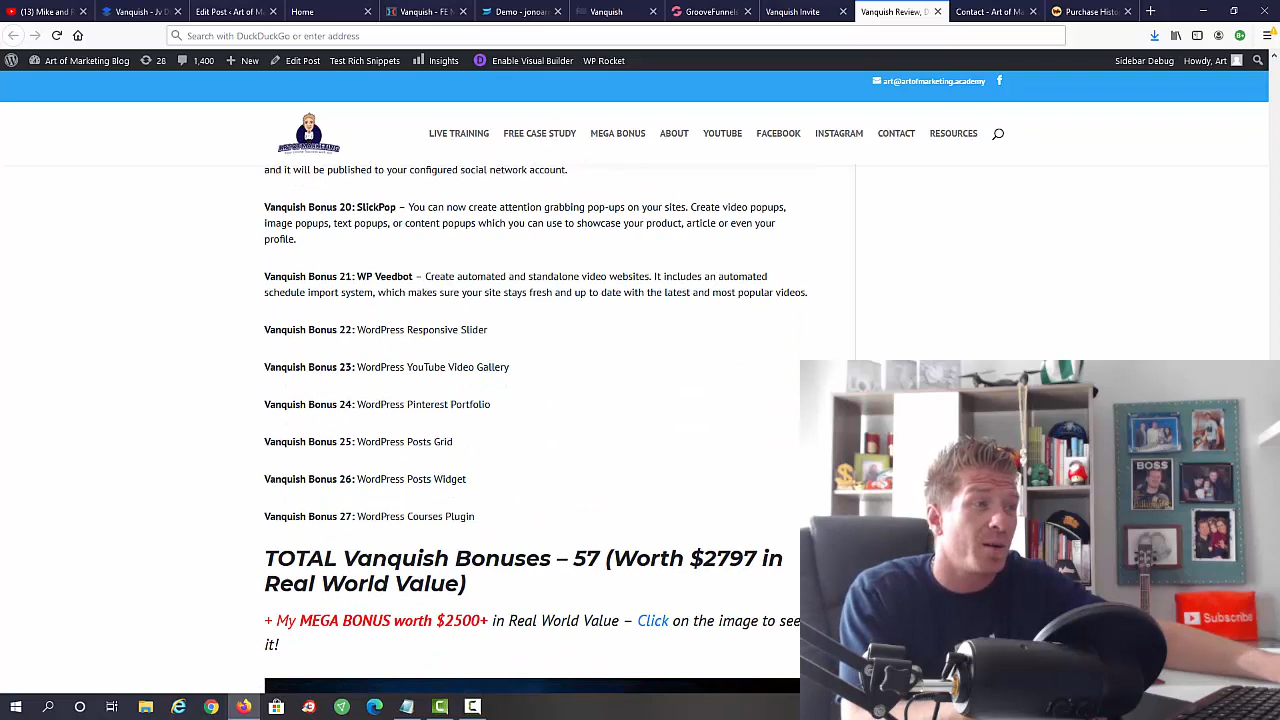 (13) Mike and F
Vanquish - Jv D
Edit Post ‹ Art of M
Home
Vanquish - FE M
Demo - jonoarm
Vanquish
GrooveFunnels
Vanquish Invite
Vanquish Review, D
Contact - Art of Ma
Purchase Histo
Search with DuckDuckGo or enter address
Art of Marketing Blog
28
1,400
New
Edit Post
Test Rich Snippets
Insights
Enable Visual Builder
WP Rocket
Sidebar Debug
Howdy, Art
art@artofmarketing.academy
ART OF MARKETING
LIVE TRAINING
FREE CASE STUDY
MEGA BONUS
ABOUT
YOUTUBE
FACEBOOK
INSTAGRAM
CONTACT
RESOURCES
and it will be published to your configured social network account.
Vanquish Bonus 20: SlickPop – You can now create attention grabbing pop-ups on your sites. Create video popups,
image popups, text popups, or content popups which you can use to showcase your product, article or even your
profile.
Vanquish Bonus 21: WP Veedbot – Create automated and standalone video websites. It includes an automated
schedule import system, which makes sure your site stays fresh and up to date with the latest and most popular videos.
Vanquish Bonus 22: WordPress Responsive Slider
Vanquish Bonus 23: WordPress YouTube Video Gallery
Vanquish Bonus 24: WordPress Pinterest Portfolio
Vanquish Bonus 25: WordPress Posts Grid
Vanquish Bonus 26: WordPress Posts Widget
Vanquish Bonus 27: WordPress Courses Plugin
TOTAL Vanquish Bonuses – 57 (Worth $2797 in
Real World Value)
+ My MEGA BONUS worth $2500+ in Real World Value – Click on the image to see
it!
BOSS
Subscribe